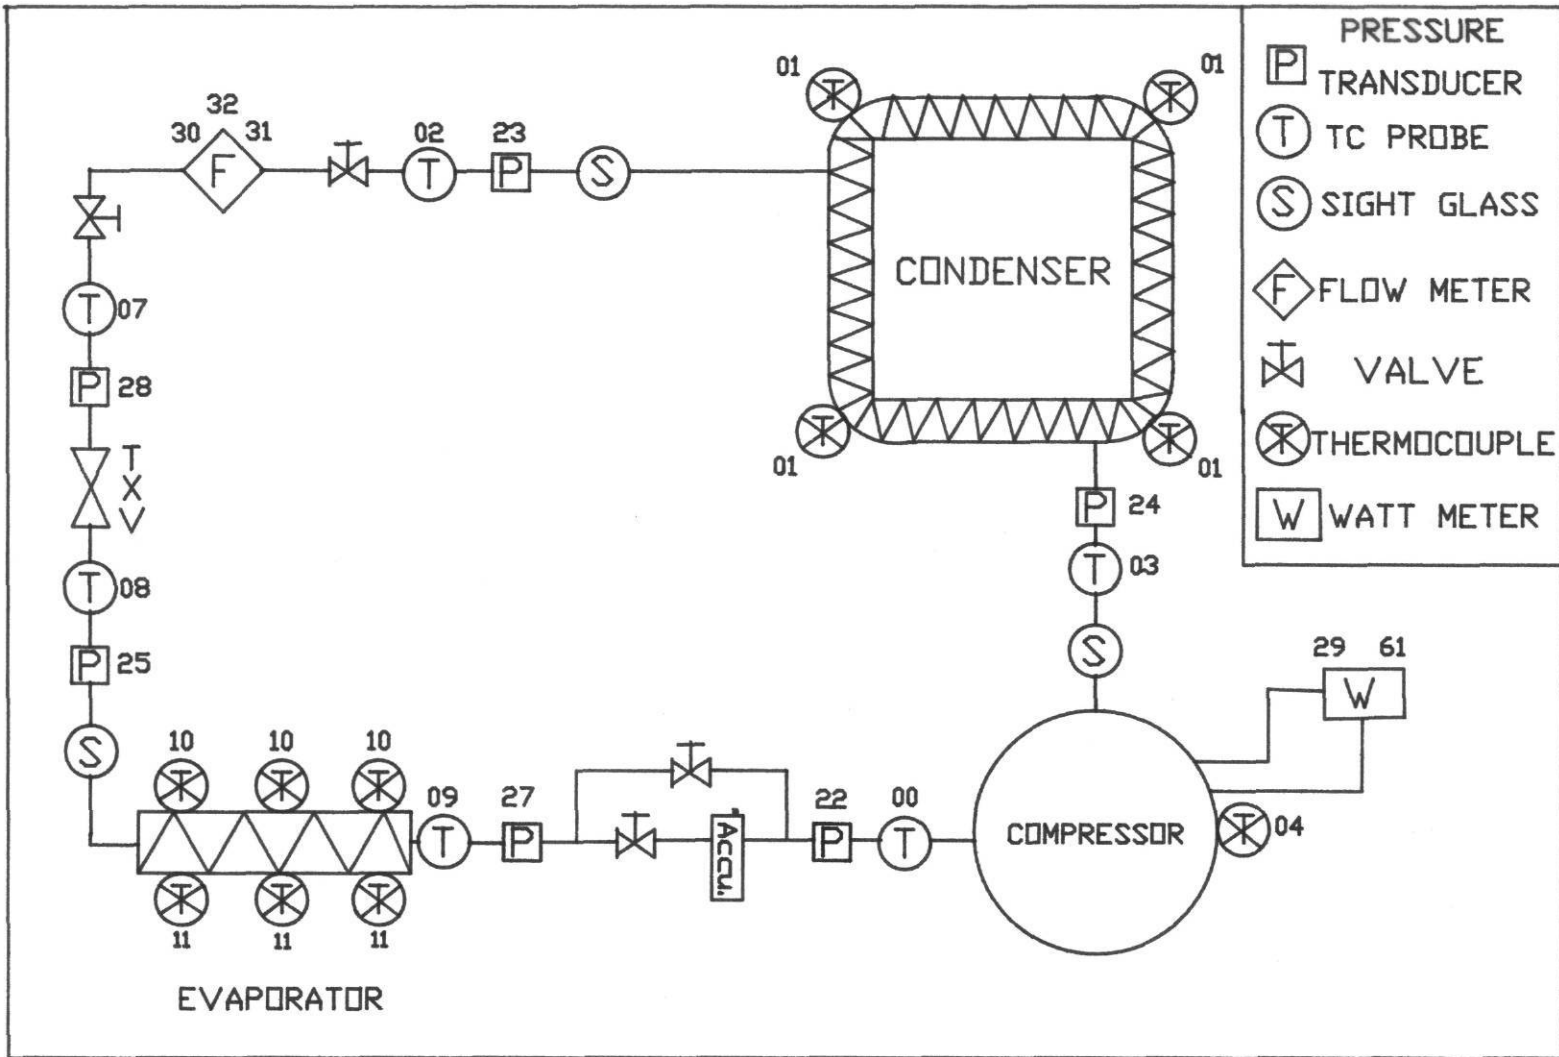 PRESSURE
P TRANSDUCER
T TC PROBE
S SIGHT GLASS
F FLOW METER
VALVE
T THERMOCOUPLE
W WATT METER
01 T
T 01
32
30 31
F
02
T
23
P
S
CONDENSER
01 T
T 01
T 07
P 28
TXV
T 08
P 25
S
P 24
T 03
S
29 61
W
10 10 10
T T T
T T T
11 11 11
EVAPORATOR
09
T
27
P
Accu.
22
P
00
T
COMPRESSOR
T 04